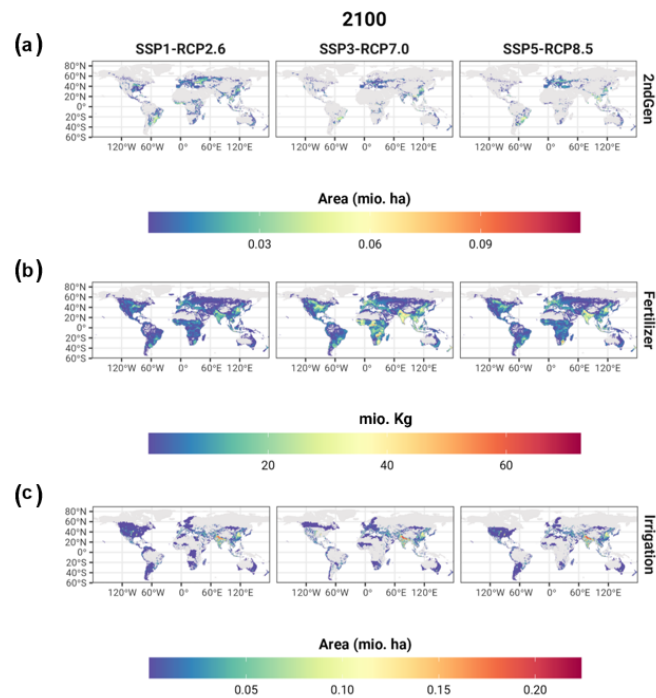 2100
(a)
SSP1-RCP2.6 SSP3-RCP7.0 SSP5-RCP8.5
80°N
60°N
40°N
20°N
0°
20°S
40°S
60°S
2ndGen
120°W 60°W 0° 60°E 120°E 120°W 60°W 0° 60°E 120°E 120°W 60°W 0° 60°E 120°E
Area (mio. ha)
0.03 0.06 0.09
(b)
80°N
60°N
40°N
20°N
0°
20°S
40°S
60°S
Fertilizer
120°W 60°W 0° 60°E 120°E 120°W 60°W 0° 60°E 120°E 120°W 60°W 0° 60°E 120°E
mio. Kg
20 40 60
(c)
80°N
60°N
40°N
20°N
0°
20°S
40°S
60°S
Irrigation
120°W 60°W 0° 60°E 120°E 120°W 60°W 0° 60°E 120°E 120°W 60°W 0° 60°E 120°E
Area (mio. ha)
0.05 0.10 0.15 0.20